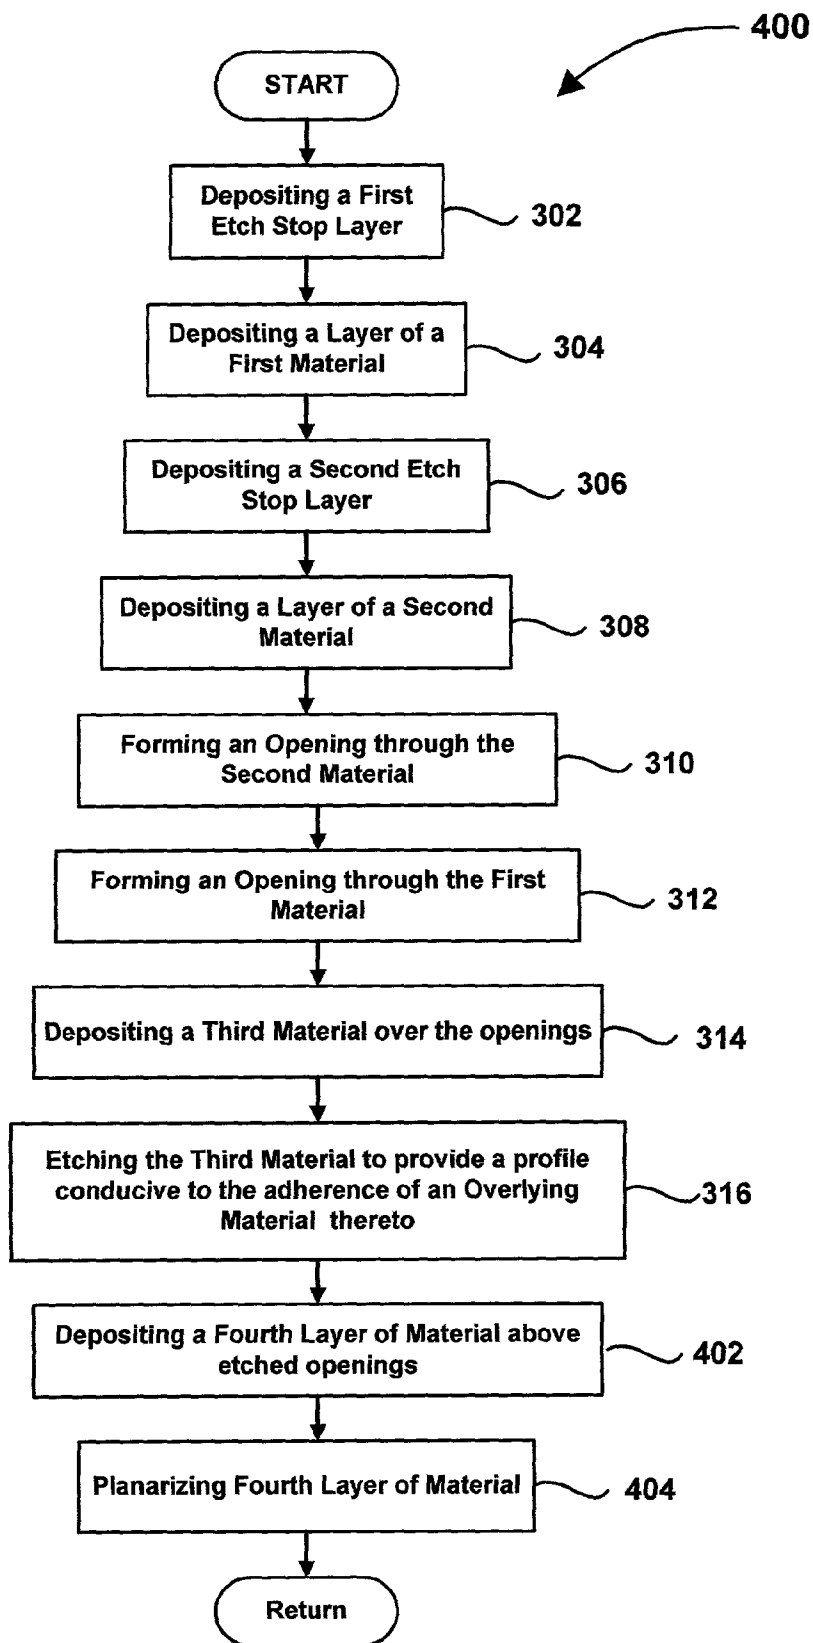 400
START
Depositing a First
Etch Stop Layer
302
Depositing a Layer of a
First Material
304
Depositing a Second Etch
Stop Layer
306
Depositing a Layer of a Second
Material
308
Forming an Opening through the
Second Material
310
Forming an Opening through the First
Material
312
Depositing a Third Material over the openings
314
Etching the Third Material to provide a profile
conducive to the adherence of an Overlying
Material thereto
316
Depositing a Fourth Layer of Material above
etched openings
402
Planarizing Fourth Layer of Material
404
Return